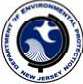 DEPARTMENT OF ENVIRONMENTAL PROTECTION
NEW JERSEY